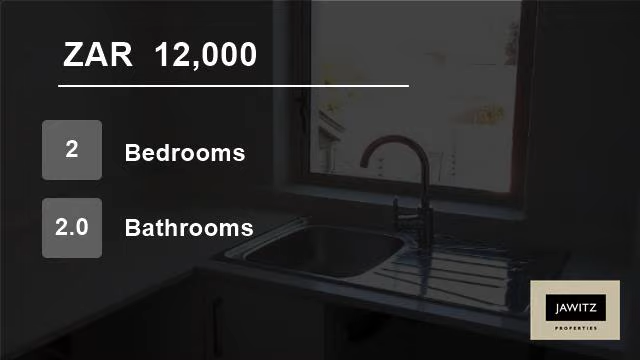 ZAR 12,000
2 Bedrooms
2.0 Bathrooms
JAWITZ
PROPERTIES